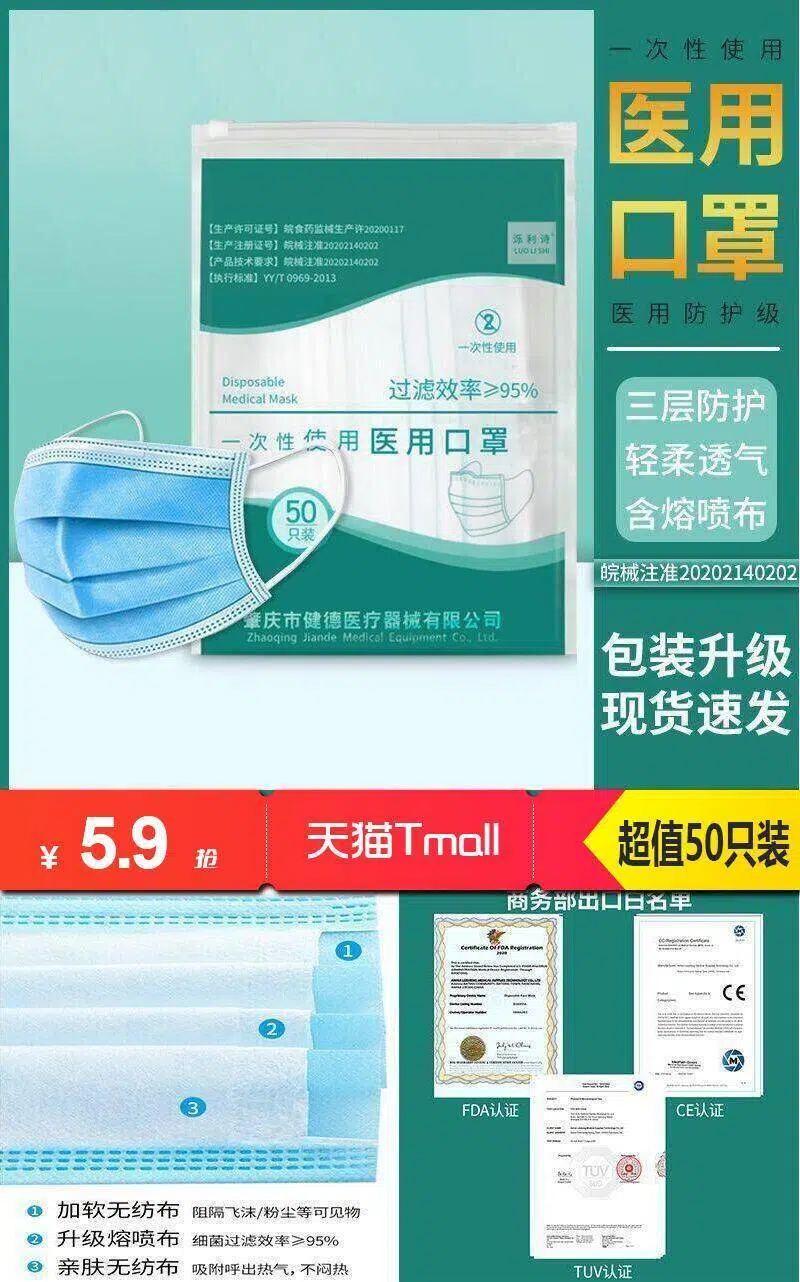 一次性使用
医用
口罩
医用防护级
三层防护
轻柔透气
含熔喷布
皖械注准20202140202
包装升级
现货速发
【生产许可证号】皖食药监械生产许20200117
【生产注册证号】皖械注准20202140202
【产品技术要求】皖械注准20202140202
【执行标准】YY/T 0969-2013
泺利诗
LUO LI SHI
一次性使用
Disposable
Medical Mask
过滤效率≥95%
一次性使用医用口罩
50
只装
肇庆市健德医疗器械有限公司
Zhaoqing Jiande Medical Equipment Co., Ltd.
¥ 5.9 抢
天猫Tmall
超值50只装
商务部出口白名单
1
2
3
Certificate Of FDA Registration
2020
CE
TUV
FDA认证
CE认证
TUV认证
1 加软无纺布 阻隔飞沫/粉尘等可见物
2 升级熔喷布 细菌过滤效率≥95%
3 亲肤无纺布 吸附呼出热气,不闷热